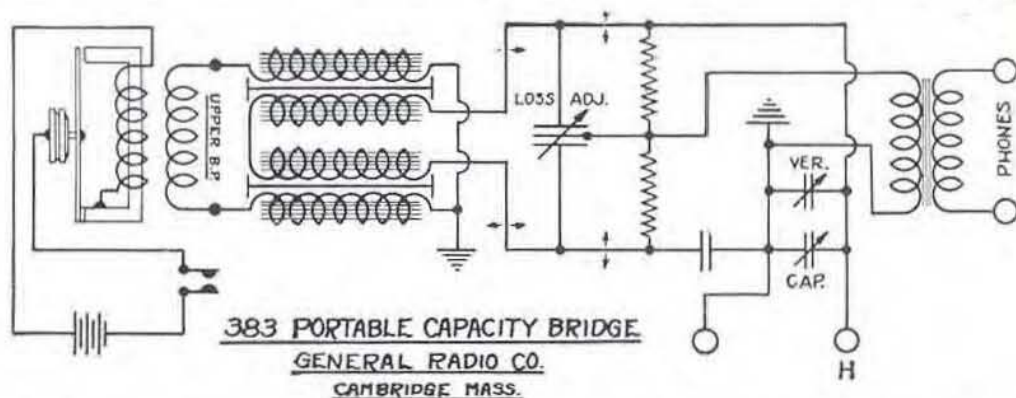 UPPER B.P.
LOSS ADJ.
VER.
CAP.
PHONES
H
383 PORTABLE CAPACITY BRIDGE
GENERAL RADIO CO.
CAMBRIDGE MASS.